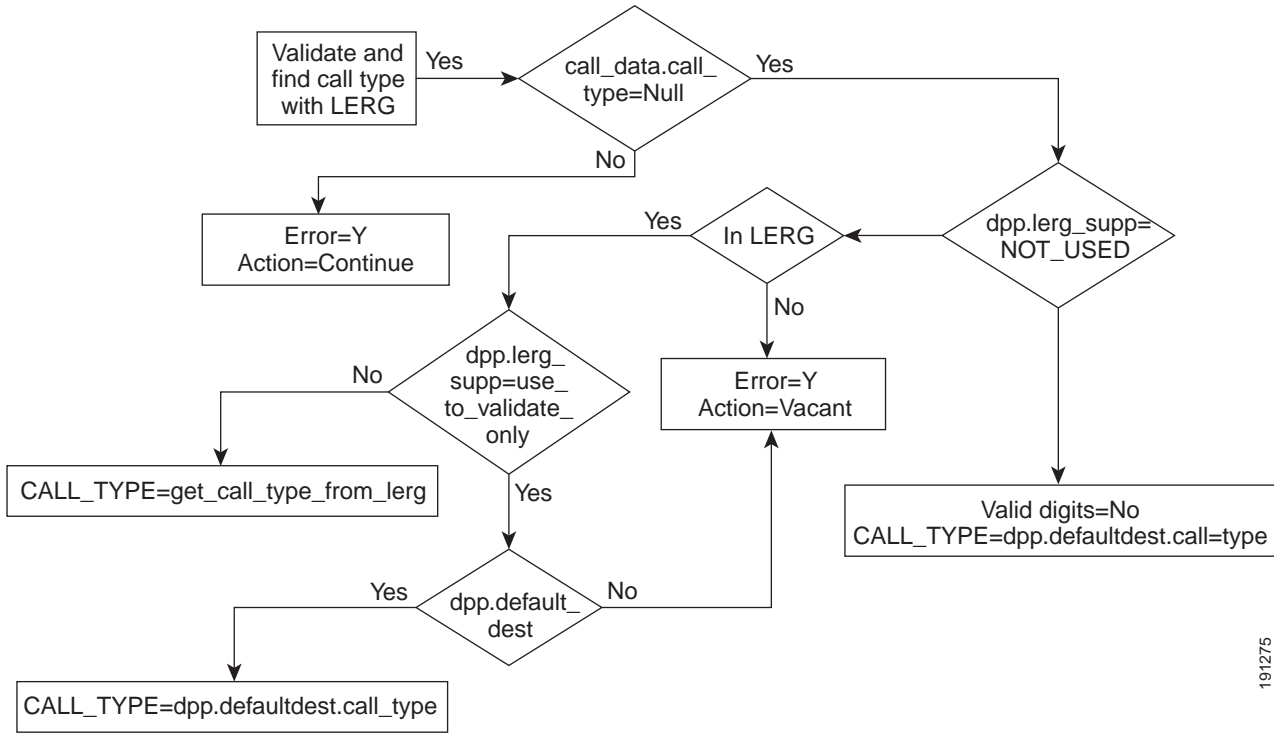 Validate and
find call type
with LERG
Yes
call_data.call_
type=Null
Yes
No
Error=Y
Action=Continue
dpp.lerg_supp=
NOT_USED
In LERG
Yes
No
dpp.lerg_
supp=use_
to_validate_
only
No
Error=Y
Action=Vacant
CALL_TYPE=get_call_type_from_lerg
Yes
Valid digits=No
CALL_TYPE=dpp.defaultdest.call=type
dpp.default_
dest
Yes
No
CALL_TYPE=dpp.defaultdest.call_type
191275